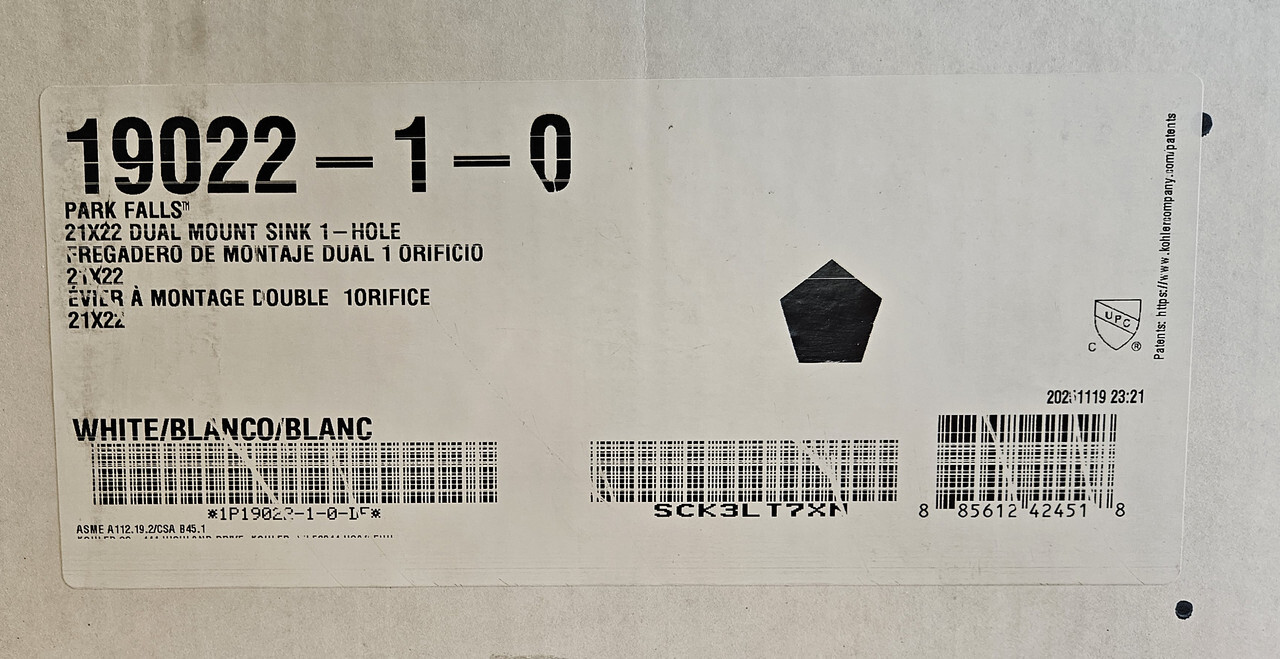 19022-1-0
PARK FALLS™
21X22 DUAL MOUNT SINK 1-HOLE
FREGADERO DE MONTAJE DUAL 1 ORIFICIO
21X22
ÉVIER À MONTAGE DOUBLE 1ORIFICE
21X22
WHITE/BLANCO/BLANC
ASME A112.19.2/CSA B45.1
SCK3LT7XN
UPC
C ®
Patents: https://www.kohlercompany.com/patents
23:21
8 85612 42451 8